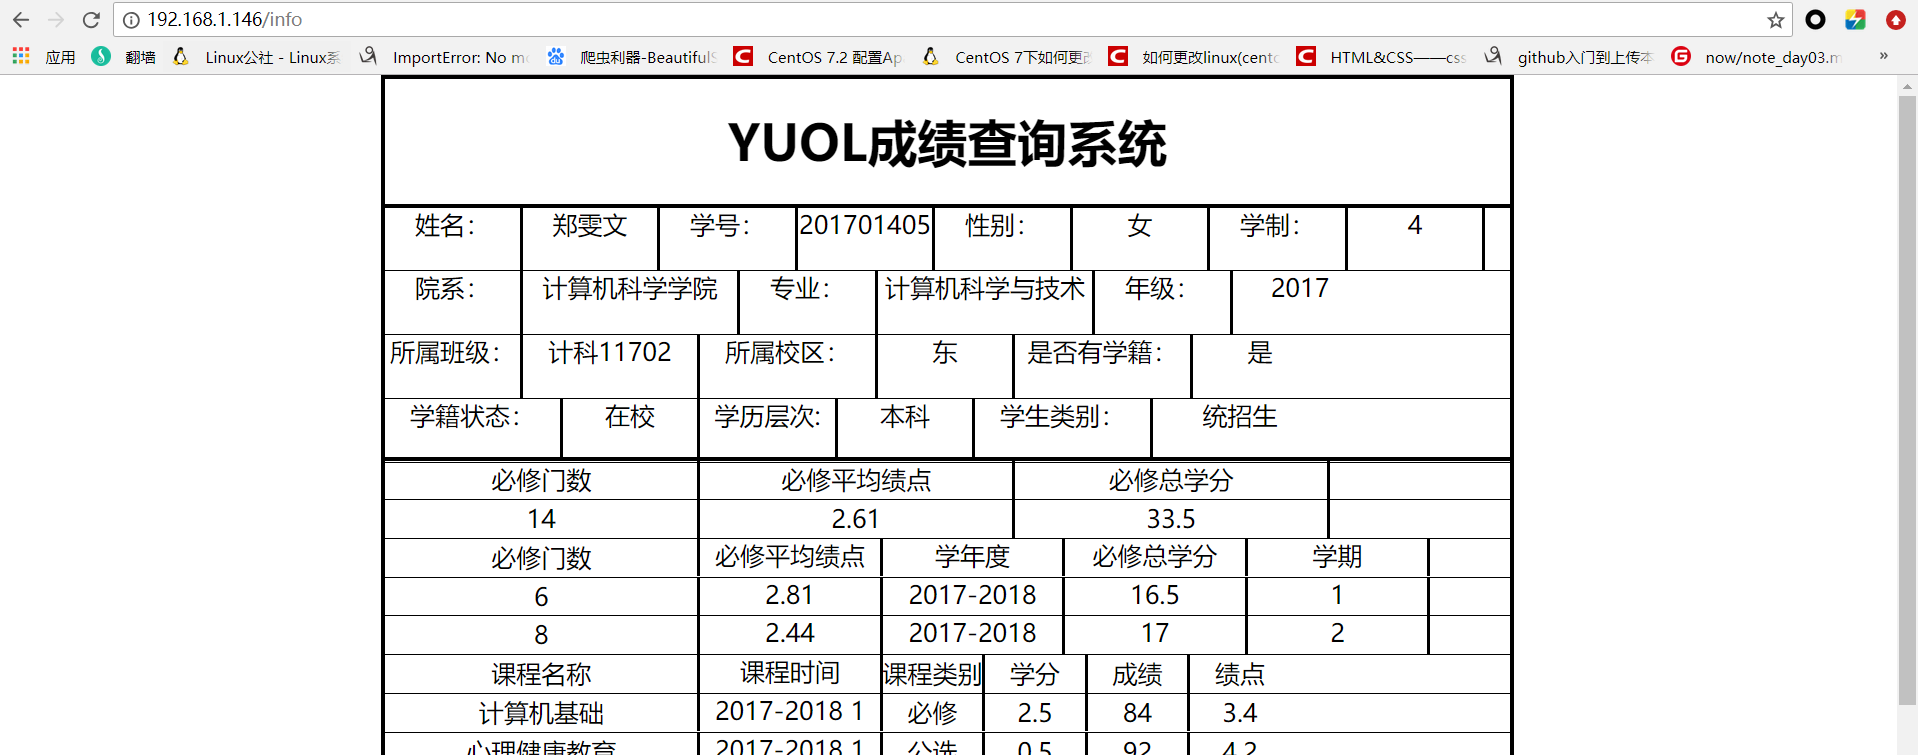 192.168.1.146/info
应用 翻墙 Linux公社 - Linux系 ImportError: No mo 爬虫利器-BeautifulS CentOS 7.2 配置Ap CentOS 7下如何更改 如何更改linux(cento HTML&CSS——css github入门到上传本 now/note_day03.m »
YUOL成绩查询系统
姓名： 郑雯文 学号： 201701405 性别： 女 学制： 4
院系： 计算机科学学院 专业： 计算机科学与技术 年级： 2017
所属班级： 计科11702 所属校区： 东 是否有学籍： 是
学籍状态： 在校 学历层次: 本科 学生类别： 统招生
必修门数 必修平均绩点 必修总学分
14 2.61 33.5
必修门数 必修平均绩点 学年度 必修总学分 学期
6 2.81 2017-2018 16.5 1
8 2.44 2017-2018 17 2
课程名称 课程时间 课程类别 学分 成绩 绩点
计算机基础 2017-2018 1 必修 2.5 84 3.4
心理健康教育 2017-2018 1 公选 0.5 92 4.2